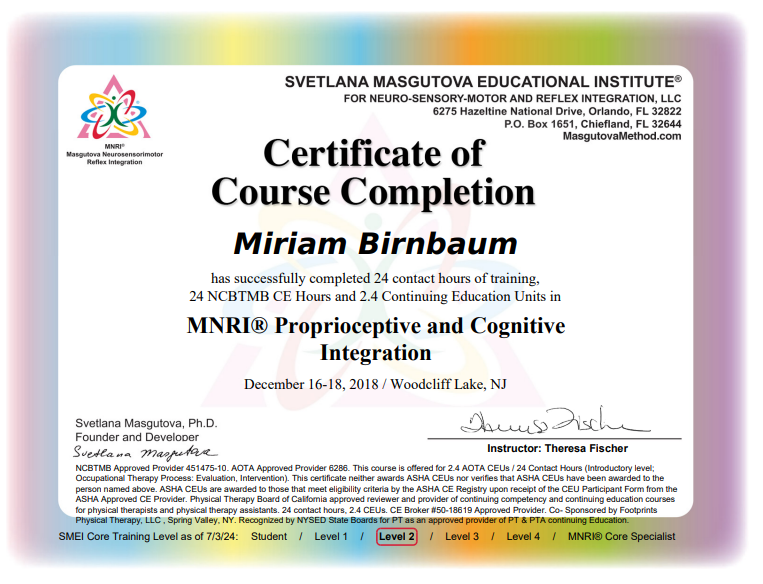 SVETLANA MASGUTOVA EDUCATIONAL INSTITUTE®
FOR NEURO-SENSORY-MOTOR AND REFLEX INTEGRATION, LLC
6275 Hazeltine National Drive, Orlando, FL 32822
P.O. Box 1651, Chiefland, FL 32644
MasgutovaMethod.com
MNRI®
Masgutova Neurosensorimotor
Reflex Integration
Certificate of
Course Completion
Miriam Birnbaum
has successfully completed 24 contact hours of training,
24 NCBTMB CE Hours and 2.4 Continuing Education Units in
MNRI® Proprioceptive and Cognitive
Integration
December 16-18, 2018 / Woodcliff Lake, NJ
Svetlana Masgutova, Ph.D.
Founder and Developer
Svetlana Masgutova
Theresa Fischer
Instructor: Theresa Fischer
NCBTMB Approved Provider 451475-10. AOTA Approved Provider 6286. This course is offered for 2.4 AOTA CEUs / 24 Contact Hours (Introductory level;
Occupational Therapy Process: Evaluation, Intervention). This certificate neither awards ASHA CEUs nor verifies that ASHA CEUs have been awarded to the
person named above. ASHA CEUs are awarded to those that meet eligibility criteria by the ASHA CE Registry upon receipt of the CEU Participant Form from the
ASHA Approved CE Provider. Physical Therapy Board of California approved reviewer and provider of continuing competency and continuing education courses
for physical therapists and physical therapy assistants. 24 contact hours, 2.4 CEUs. CE Broker #50-18619 Approved Provider. Co- Sponsored by Footprints
Physical Therapy, LLC , Spring Valley, NY. Recognized by NYSED State Boards for PT as an approved provider of PT & PTA continuing Education.
SMEI Core Training Level as of 7/3/24: Student / Level 1 / Level 2 / Level 3 / Level 4 / MNRI® Core Specialist